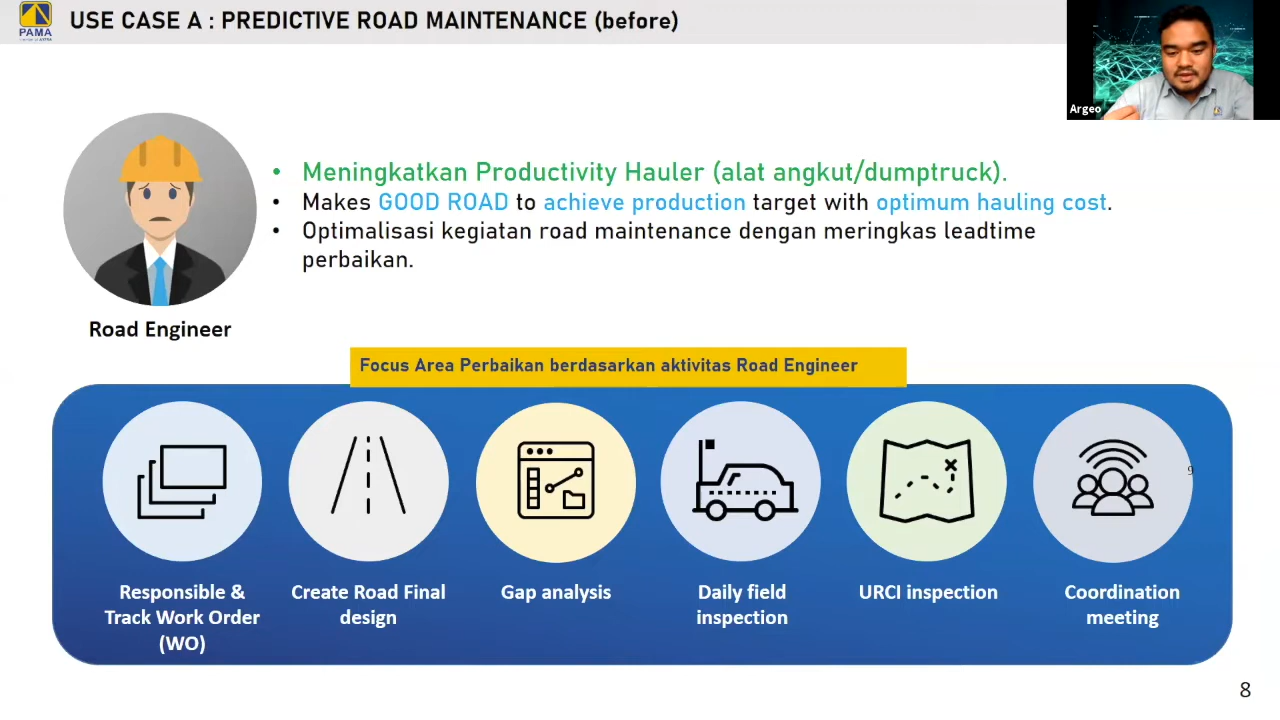 USE CASE A : PREDICTIVE ROAD MAINTENANCE (before)
PAMA
Argeo
• Meningkatkan Productivity Hauler (alat angkut/dumptruck).
• Makes GOOD ROAD to achieve production target with optimum hauling cost.
• Optimalisasi kegiatan road maintenance dengan meringkas leadtime
perbaikan.
Road Engineer
Focus Area Perbaikan berdasarkan aktivitas Road Engineer
9
Responsible &
Track Work Order
(WO)
Create Road Final
design
Gap analysis
Daily field
inspection
URCI inspection
Coordination
meeting
8